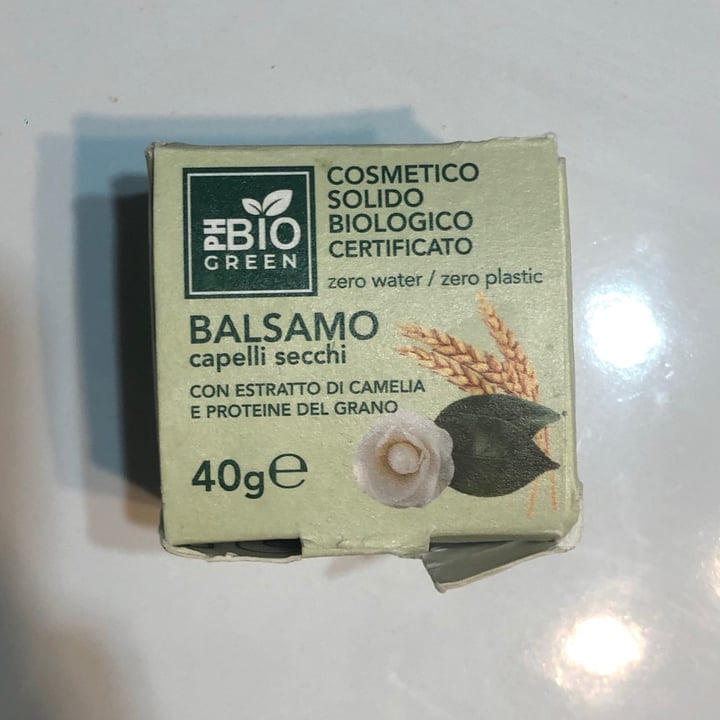 PH BIO
GREEN
COSMETICO
SOLIDO
BIOLOGICO
CERTIFICATO
zero water / zero plastic
BALSAMO
capelli secchi
CON ESTRATTO DI CAMELIA
E PROTEINE DEL GRANO
40g℮